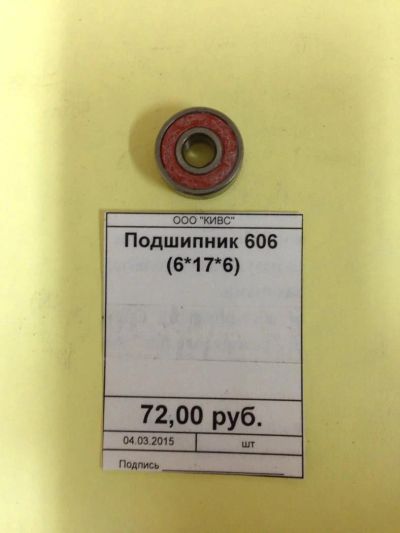 ООО "КИВС"
Подшипник 606
(6*17*6)
72,00 руб.
04.03.2015 шт
Подпись